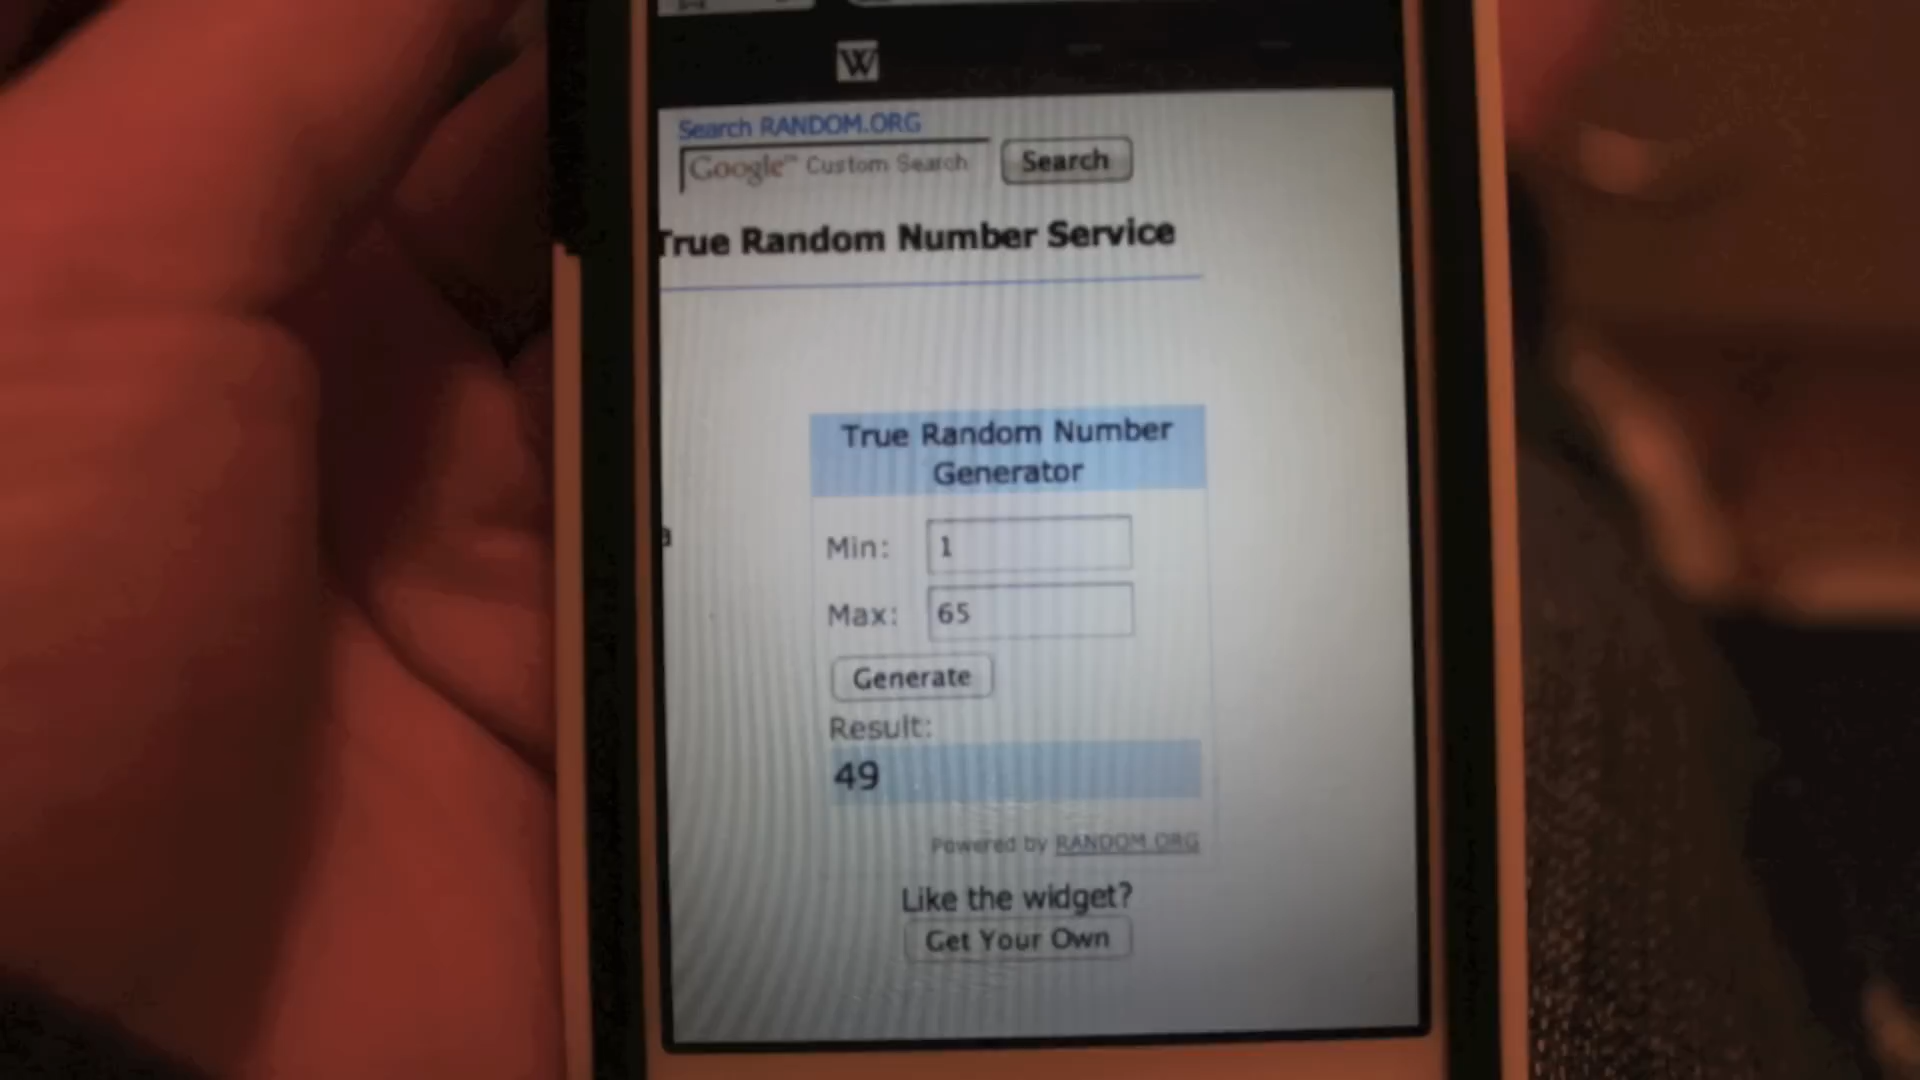 W
Search RANDOM.ORG
Google™ Custom Search Search
True Random Number Service
a
True Random Number
Generator
Min: 1
Max: 65
Generate
Result:
49
Powered by RANDOM.ORG
Like the widget?
Get Your Own